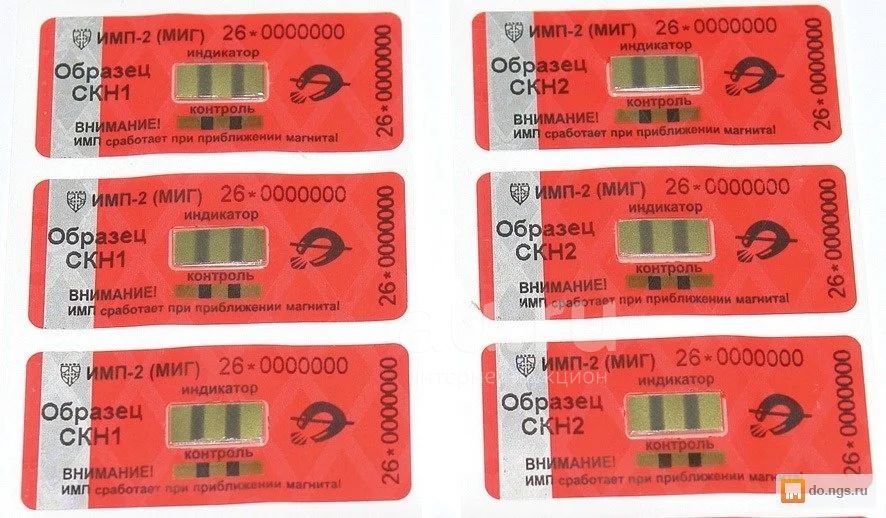 ИМП-2 (МИГ) 26*0000000
индикатор
Образец
СКН1
контроль
ВНИМАНИЕ!
ИМП сработает при приближении магнита!
26*0000000
ИМП-2 (МИГ) 26*0000000
индикатор
Образец
СКН2
контроль
ВНИМАНИЕ!
ИМП сработает при приближении магнита!
26*0000000
ИМП-2 (МИГ) 26*0000000
индикатор
Образец
СКН1
контроль
ВНИМАНИЕ!
ИМП сработает при приближении магнита!
26*0000000
ИМП-2 (МИГ) 26*0000000
индикатор
Образец
СКН2
контроль
ВНИМАНИЕ!
ИМП сработает при приближении магнита!
26*0000000
ИМП-2 (МИГ) 26*0000000
индикатор
Образец
СКН1
контроль
ВНИМАНИЕ!
ИМП сработает при приближении магнита!
26*0000000
ИМП-2 (МИГ) 26*0000000
индикатор
Образец
СКН2
контроль
ВНИМАНИЕ!
ИМП сработает при приближении
26*0000000
do.ngs.ru